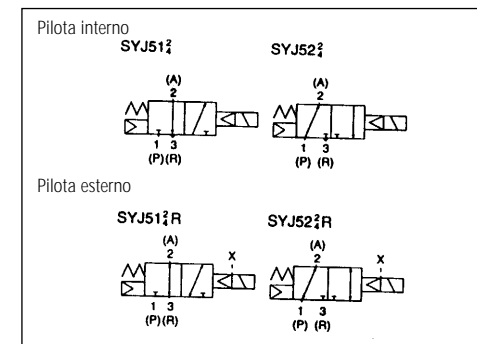 Pilota interno
SYJ51²₄ SYJ52²₄
(A) (A)
2 2
1 3 1 3
(P) (R) (P) (R)
Pilota esterno
SYJ51²₄R SYJ52²₄R
(A) (A)
2 X 2 X
1 3 1 3
(P) (R) (P) (R)